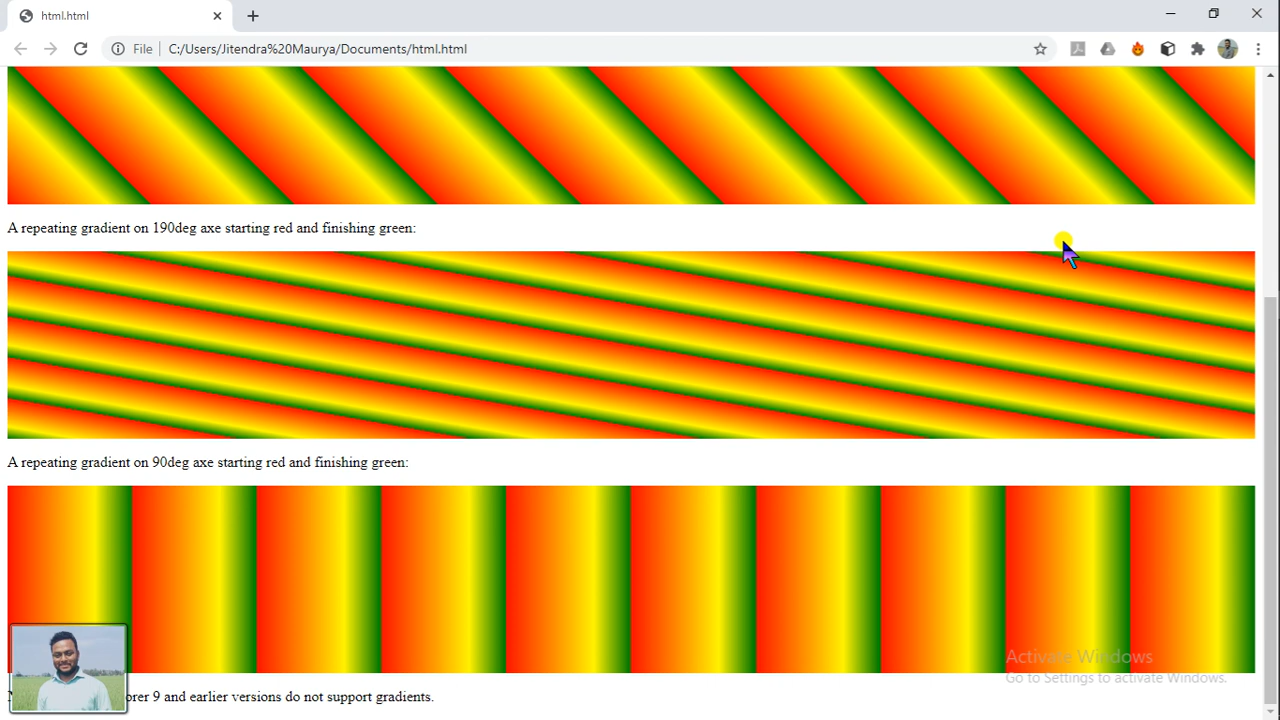 html.html
File
C:/Users/Jitendra%20Maurya/Documents/html.html
A repeating gradient on 190deg axe starting red and finishing green:
A repeating gradient on 90deg axe starting red and finishing green:
Activate Windows
Go to Settings to activate Windows.
9 and earlier versions do not support gradients.